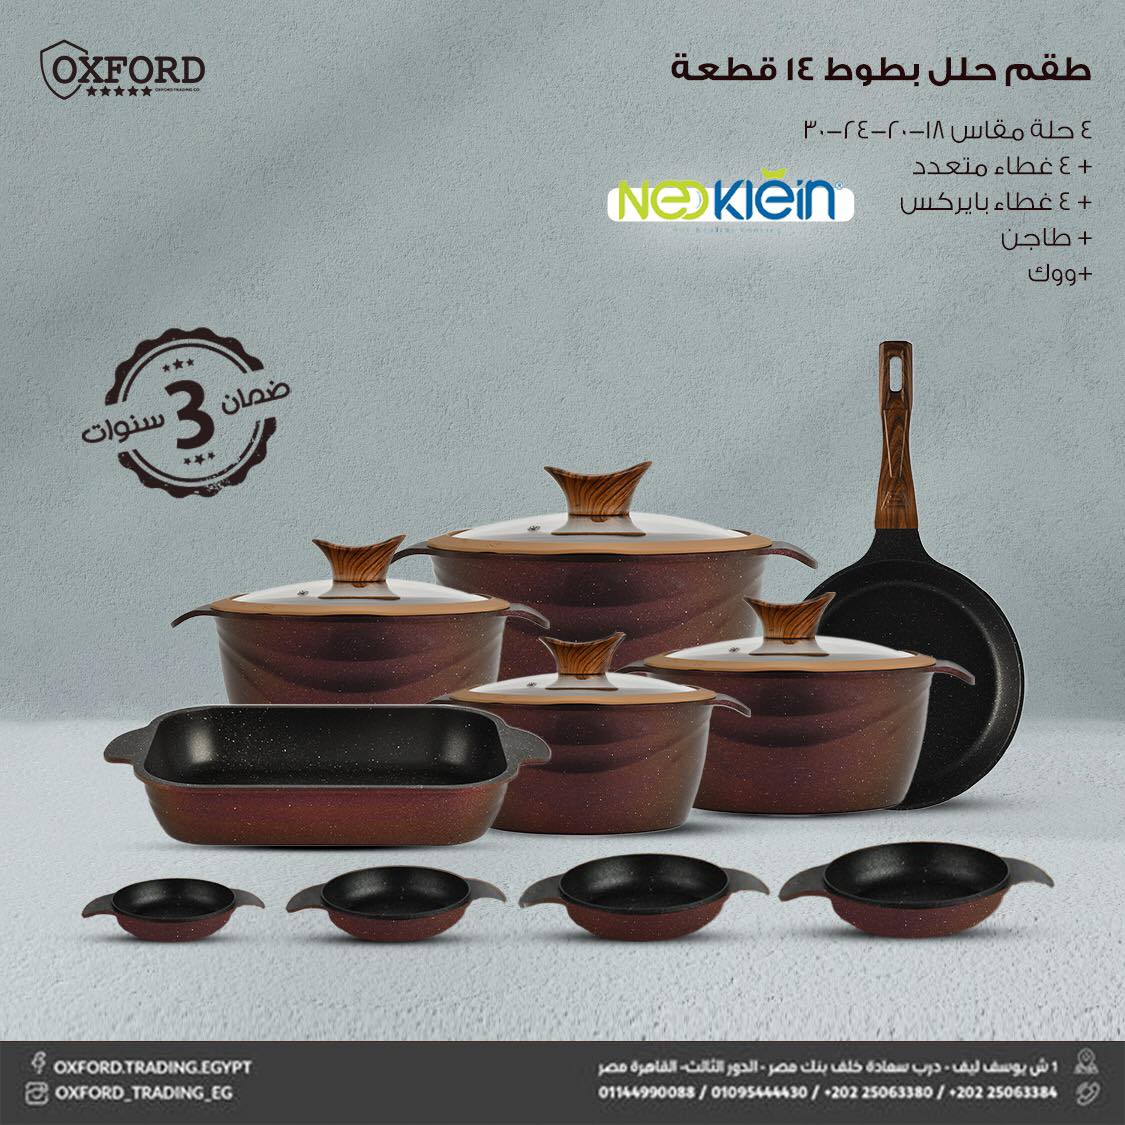 OXFORD
OXFORD TRADING CO.
طقم حلل بطوط ١٤ قطعة
٤ حلة مقاس ١٨-٢٠-٢٤-٣٠
+ ٤ غطاء متعدد
+ ٤ غطاء بايركس
+ طاجن
+ووك
NEOKlein®
ضمان 3 سنوات
OXFORD.TRADING.EGYPT
OXFORD_TRADING_EG
1 ش يوسف ليف - درب سعادة خلف بنك مصر - الدور الثالث- القاهرة مصر
01144990088 / 01095444430 / +202 25063380 / +202 25063384